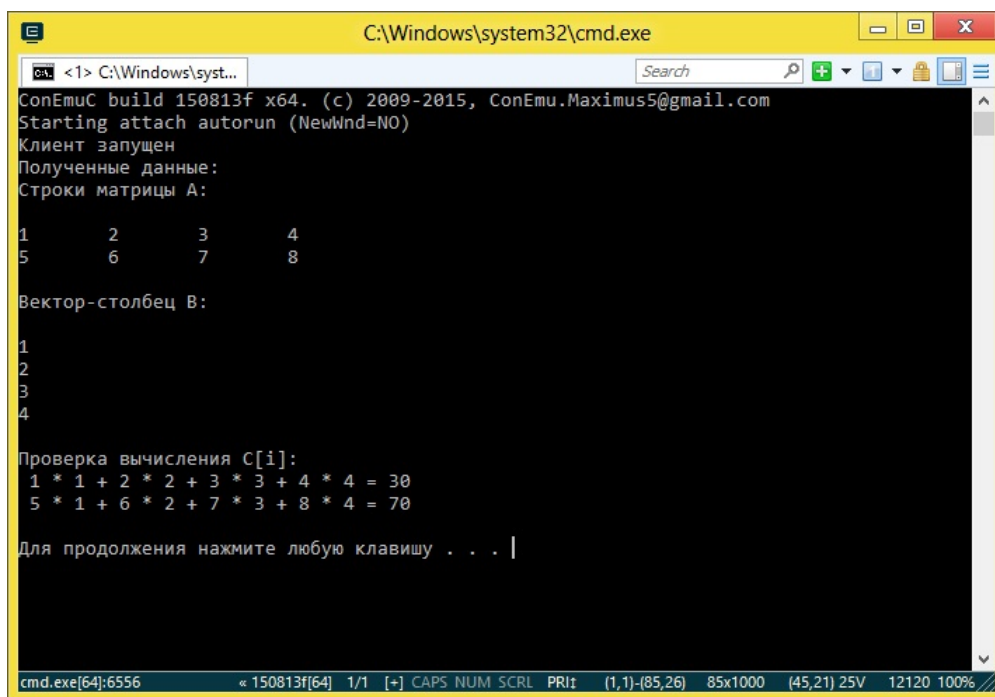 C:\Windows\system32\cmd.exe
<1> C:\Windows\syst... Search
ConEmuC build 150813f x64. (c) 2009-2015, ConEmu.Maximus5@gmail.com
Starting attach autorun (NewWnd=NO)
Клиент запущен
Полученные данные:
Строки матрицы A:
1 2 3 4
5 6 7 8
Вектор-столбец B:
1
2
3
4
Проверка вычисления C[i]:
1 * 1 + 2 * 2 + 3 * 3 + 4 * 4 = 30
5 * 1 + 6 * 2 + 7 * 3 + 8 * 4 = 70
Для продолжения нажмите любую клавишу . . .
cmd.exe[64]:6556 « 150813f[64] 1/1 [+] CAPS NUM SCRL PRI↕ (1,1)-(85,26) 85x1000 (45,21) 25V 12120 100%